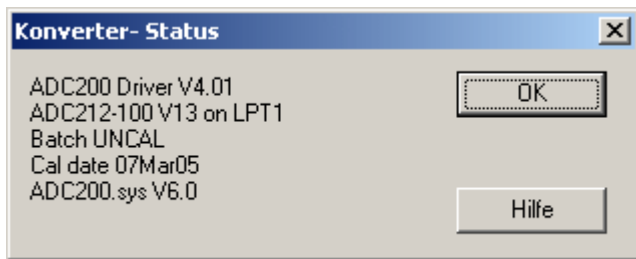 Konverter- Status
ADC200 Driver V4.01
ADC212-100 V13 on LPT1
Batch UNCAL
Cal date 07Mar05
ADC200.sys V6.0
OK
Hilfe